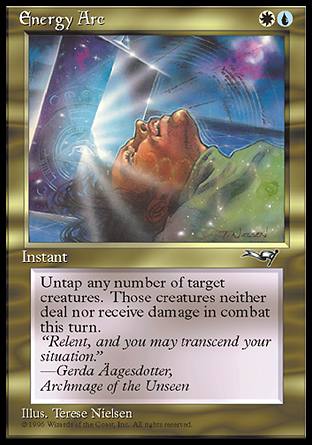 Energy Arc
T. NIELSEN
Instant
Untap any number of target
creatures. Those creatures neither
deal nor receive damage in combat
this turn.
“Relent, and you may transcend your
situation.”
—Gerda Äagesdotter,
Archmage of the Unseen
Illus. Terese Nielsen
©1996 Wizards of the Coast, Inc. All rights reserved.